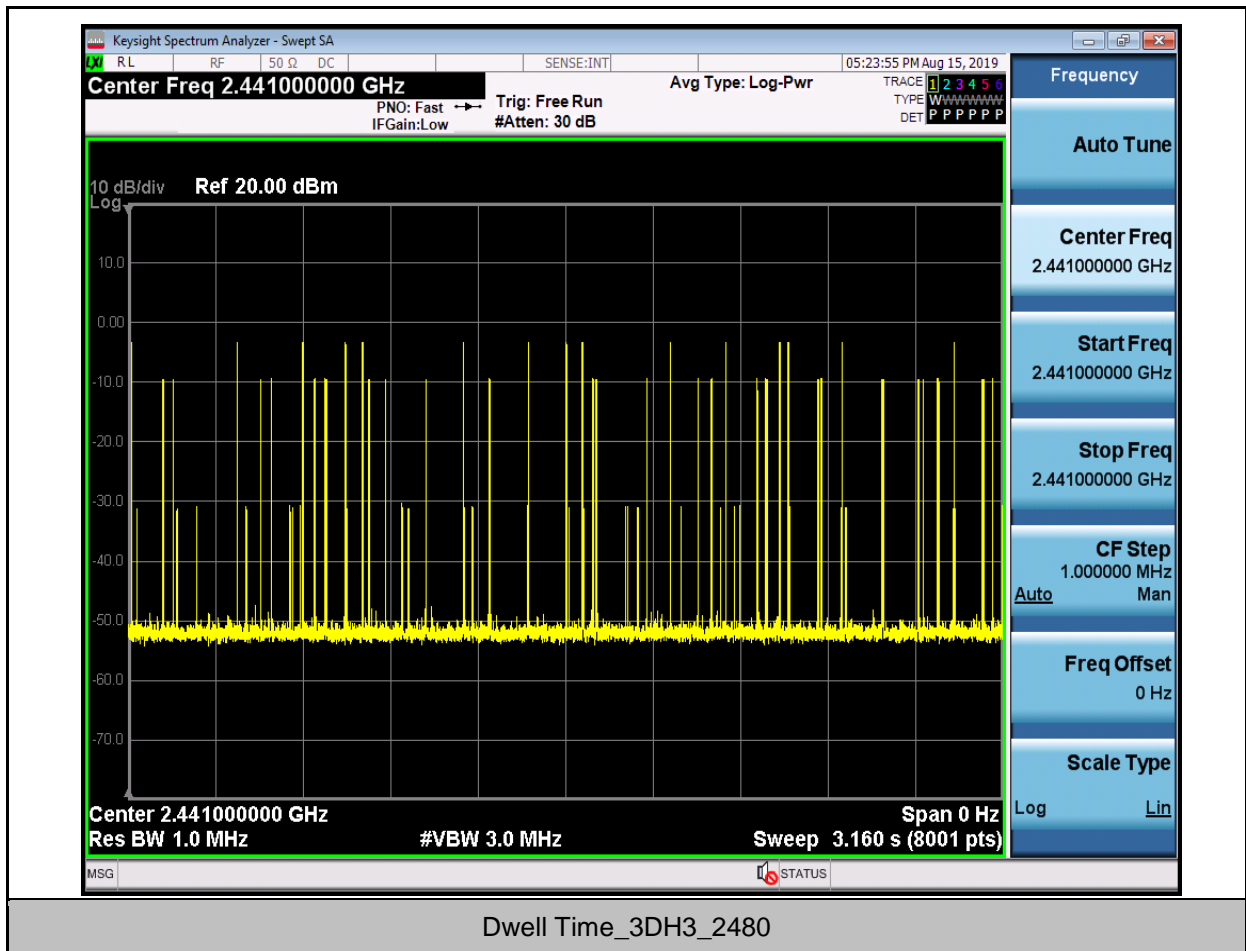 Keysight Spectrum Analyzer - Swept SA
LXI RL RF 50 Ω DC SENSE:INT 05:23:55 PM Aug 15, 2019
Center Freq 2.441000000 GHz
PNO: Fast
IFGain:Low
Trig: Free Run
#Atten: 30 dB
Avg Type: Log-Pwr
TRACE 1 2 3 4 5 6
TYPE WWWWWW
DET P P P P P P
10 dB/div Ref 20.00 dBm
Log
10.0
0.00
-10.0
-20.0
-30.0
-40.0
-50.0
-60.0
-70.0
Center 2.441000000 GHz Span 0 Hz
Res BW 1.0 MHz #VBW 3.0 MHz Sweep 3.160 s (8001 pts)
MSG STATUS
Frequency
Auto Tune
Center Freq
2.441000000 GHz
Start Freq
2.441000000 GHz
Stop Freq
2.441000000 GHz
CF Step
1.000000 MHz
Auto Man
Freq Offset
0 Hz
Scale Type
Log Lin
Dwell Time_3DH3_2480